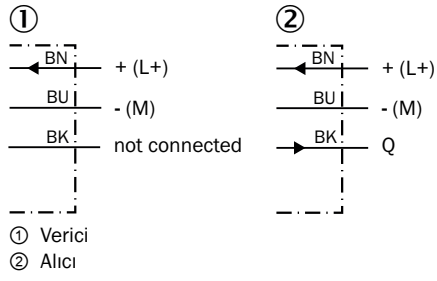 ① ②
BN + (L+) BN + (L+)
BU - (M) BU - (M)
BK not connected BK Q
① Verici
② Alıcı